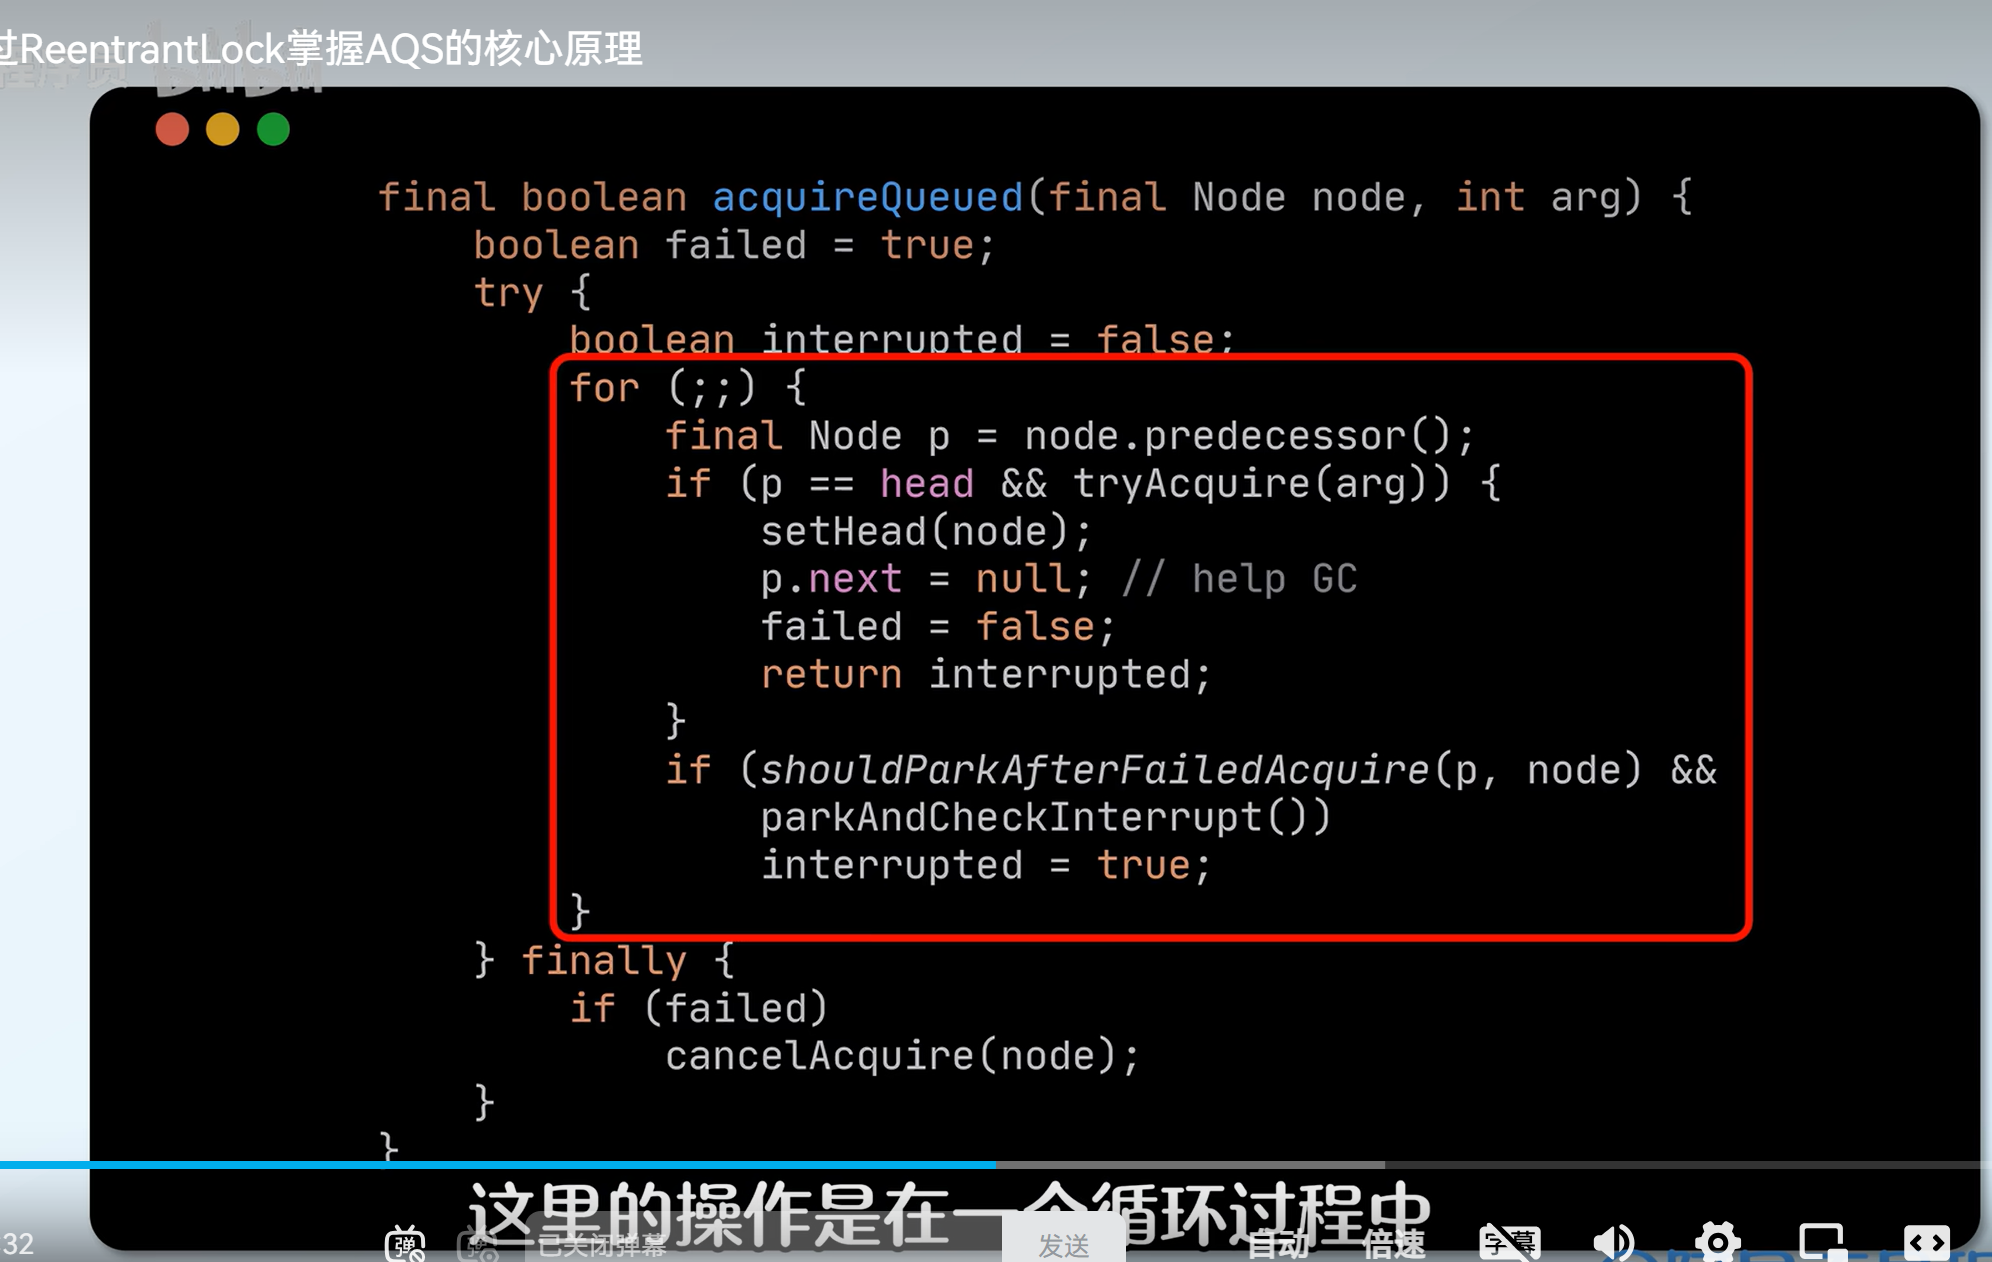 过ReentrantLock掌握AQS的核心原理
final boolean acquireQueued(final Node node, int arg) {
boolean failed = true;
try {
boolean interrupted = false;
for (;;) {
final Node p = node.predecessor();
if (p == head && tryAcquire(arg)) {
setHead(node);
p.next = null; // help GC
failed = false;
return interrupted;
}
if (shouldParkAfterFailedAcquire(p, node) &&
parkAndCheckInterrupt())
interrupted = true;
}
} finally {
if (failed)
cancelAcquire(node);
}
}
这里的操作是在一个循环过程中
32
弹
已关闭弹幕
发送
自动
倍速
字幕